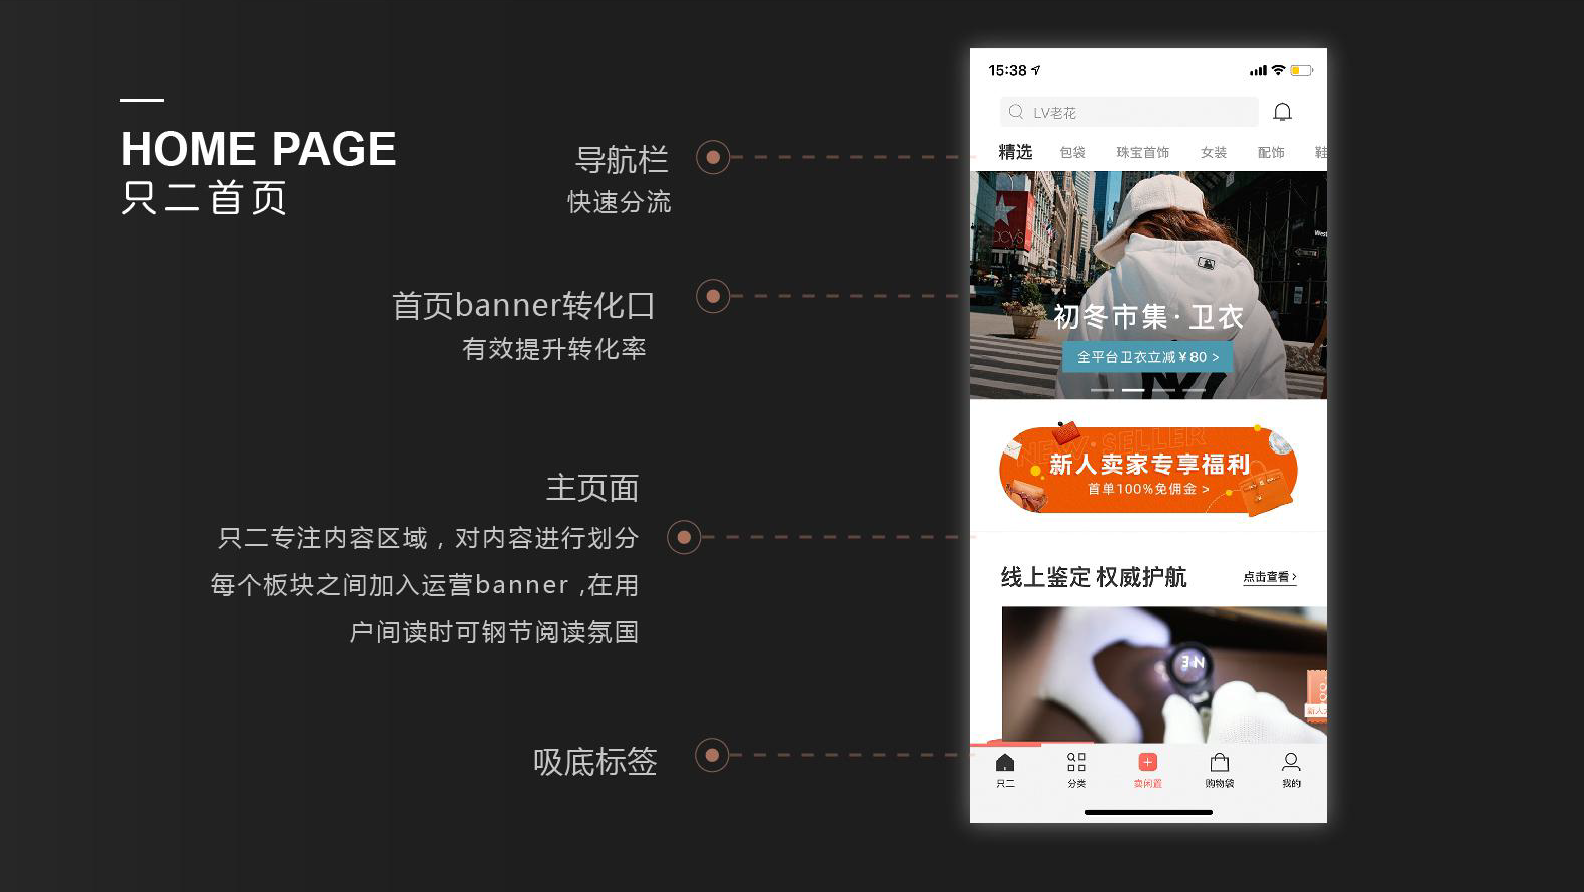 HOME PAGE
只二首页
导航栏
快速分流
首页banner转化口
有效提升转化率
主页面
只二专注内容区域，对内容进行划分
每个板块之间加入运营banner ,在用
户间读时可钢节阅读氛国
吸底标签
15:38
LV老花
精选 包袋 珠宝首饰 女装 配饰 鞋
初冬市集·卫衣
全平台卫衣立减¥80 >
NEW·SELLER
新人卖家专享福利
首单100%免佣金 >
线上鉴定 权威护航
点击查看>
只二 分类 卖闲置 购物袋 我的